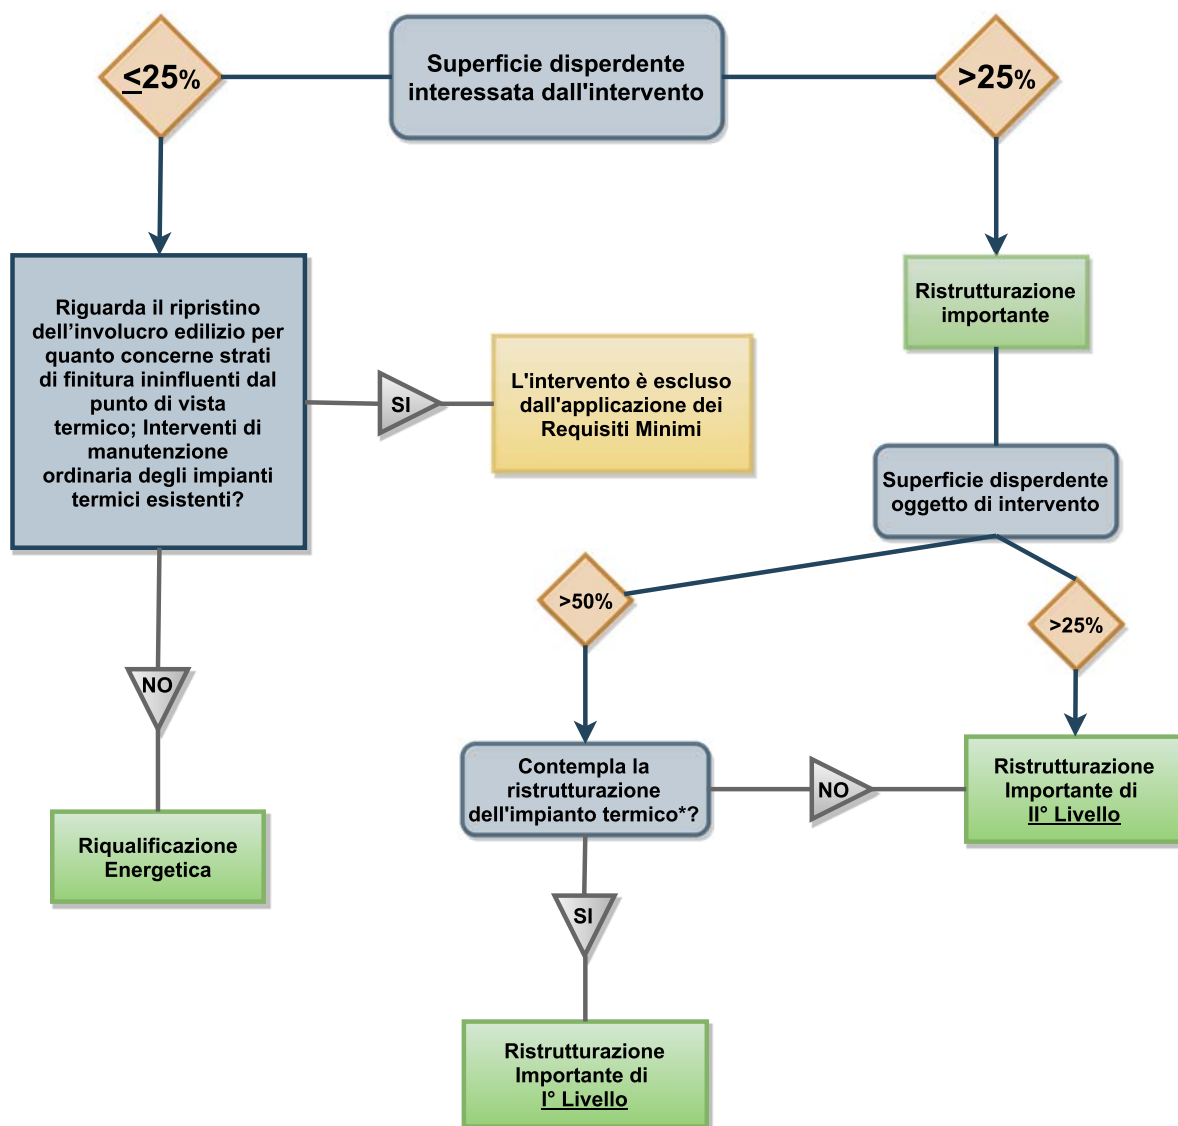 ≤25%
Superficie disperdente
interessata dall'intervento
>25%
Riguarda il ripristino
dell’involucro edilizio per
quanto concerne strati
di finitura ininfluenti dal
punto di vista
termico; Interventi di
manutenzione
ordinaria degli impianti
termici esistenti?
SI
L'intervento è escluso
dall'applicazione dei
Requisiti Minimi
Ristrutturazione
importante
Superficie disperdente
oggetto di intervento
>50%
>25%
NO
Riqualificazione
Energetica
Contempla la
ristrutturazione
dell'impianto termico*?
NO
Ristrutturazione
Importante di
II° Livello
SI
Ristrutturazione
Importante di
I° Livello